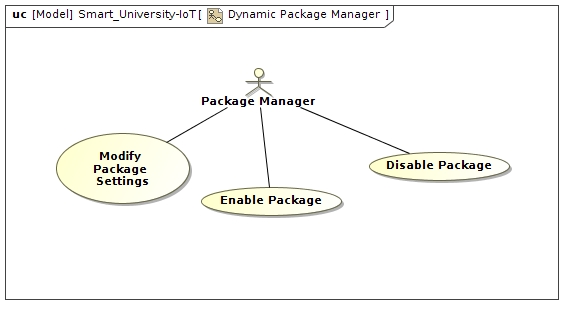 uc [Model] Smart_University-IoT[ Dynamic Package Manager ]
Package Manager
Modify
Package
Settings
Enable Package
Disable Package